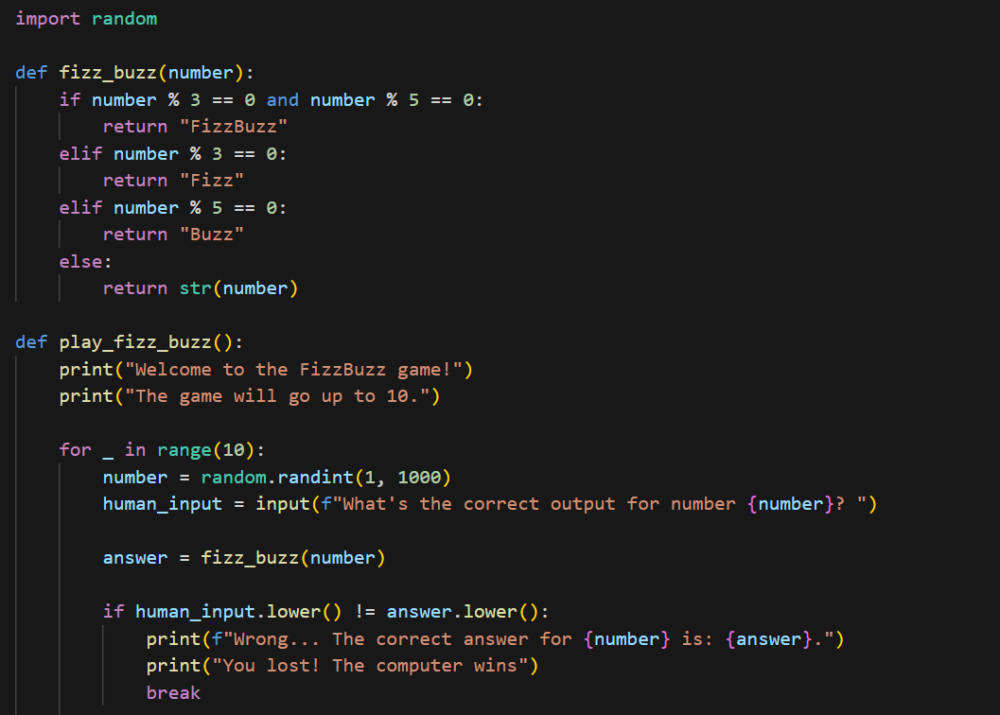 import random
def fizz_buzz(number):
    if number % 3 == 0 and number % 5 == 0:
        return "FizzBuzz"
    elif number % 3 == 0:
        return "Fizz"
    elif number % 5 == 0:
        return "Buzz"
    else:
        return str(number)
def play_fizz_buzz():
    print("Welcome to the FizzBuzz game!")
    print("The game will go up to 10.")
    for _ in range(10):
        number = random.randint(1, 1000)
        human_input = input(f"What's the correct output for number {number}? ")
        answer = fizz_buzz(number)
        if human_input.lower() != answer.lower():
            print(f"Wrong... The correct answer for {number} is: {answer}.")
            print("You lost! The computer wins")
            break